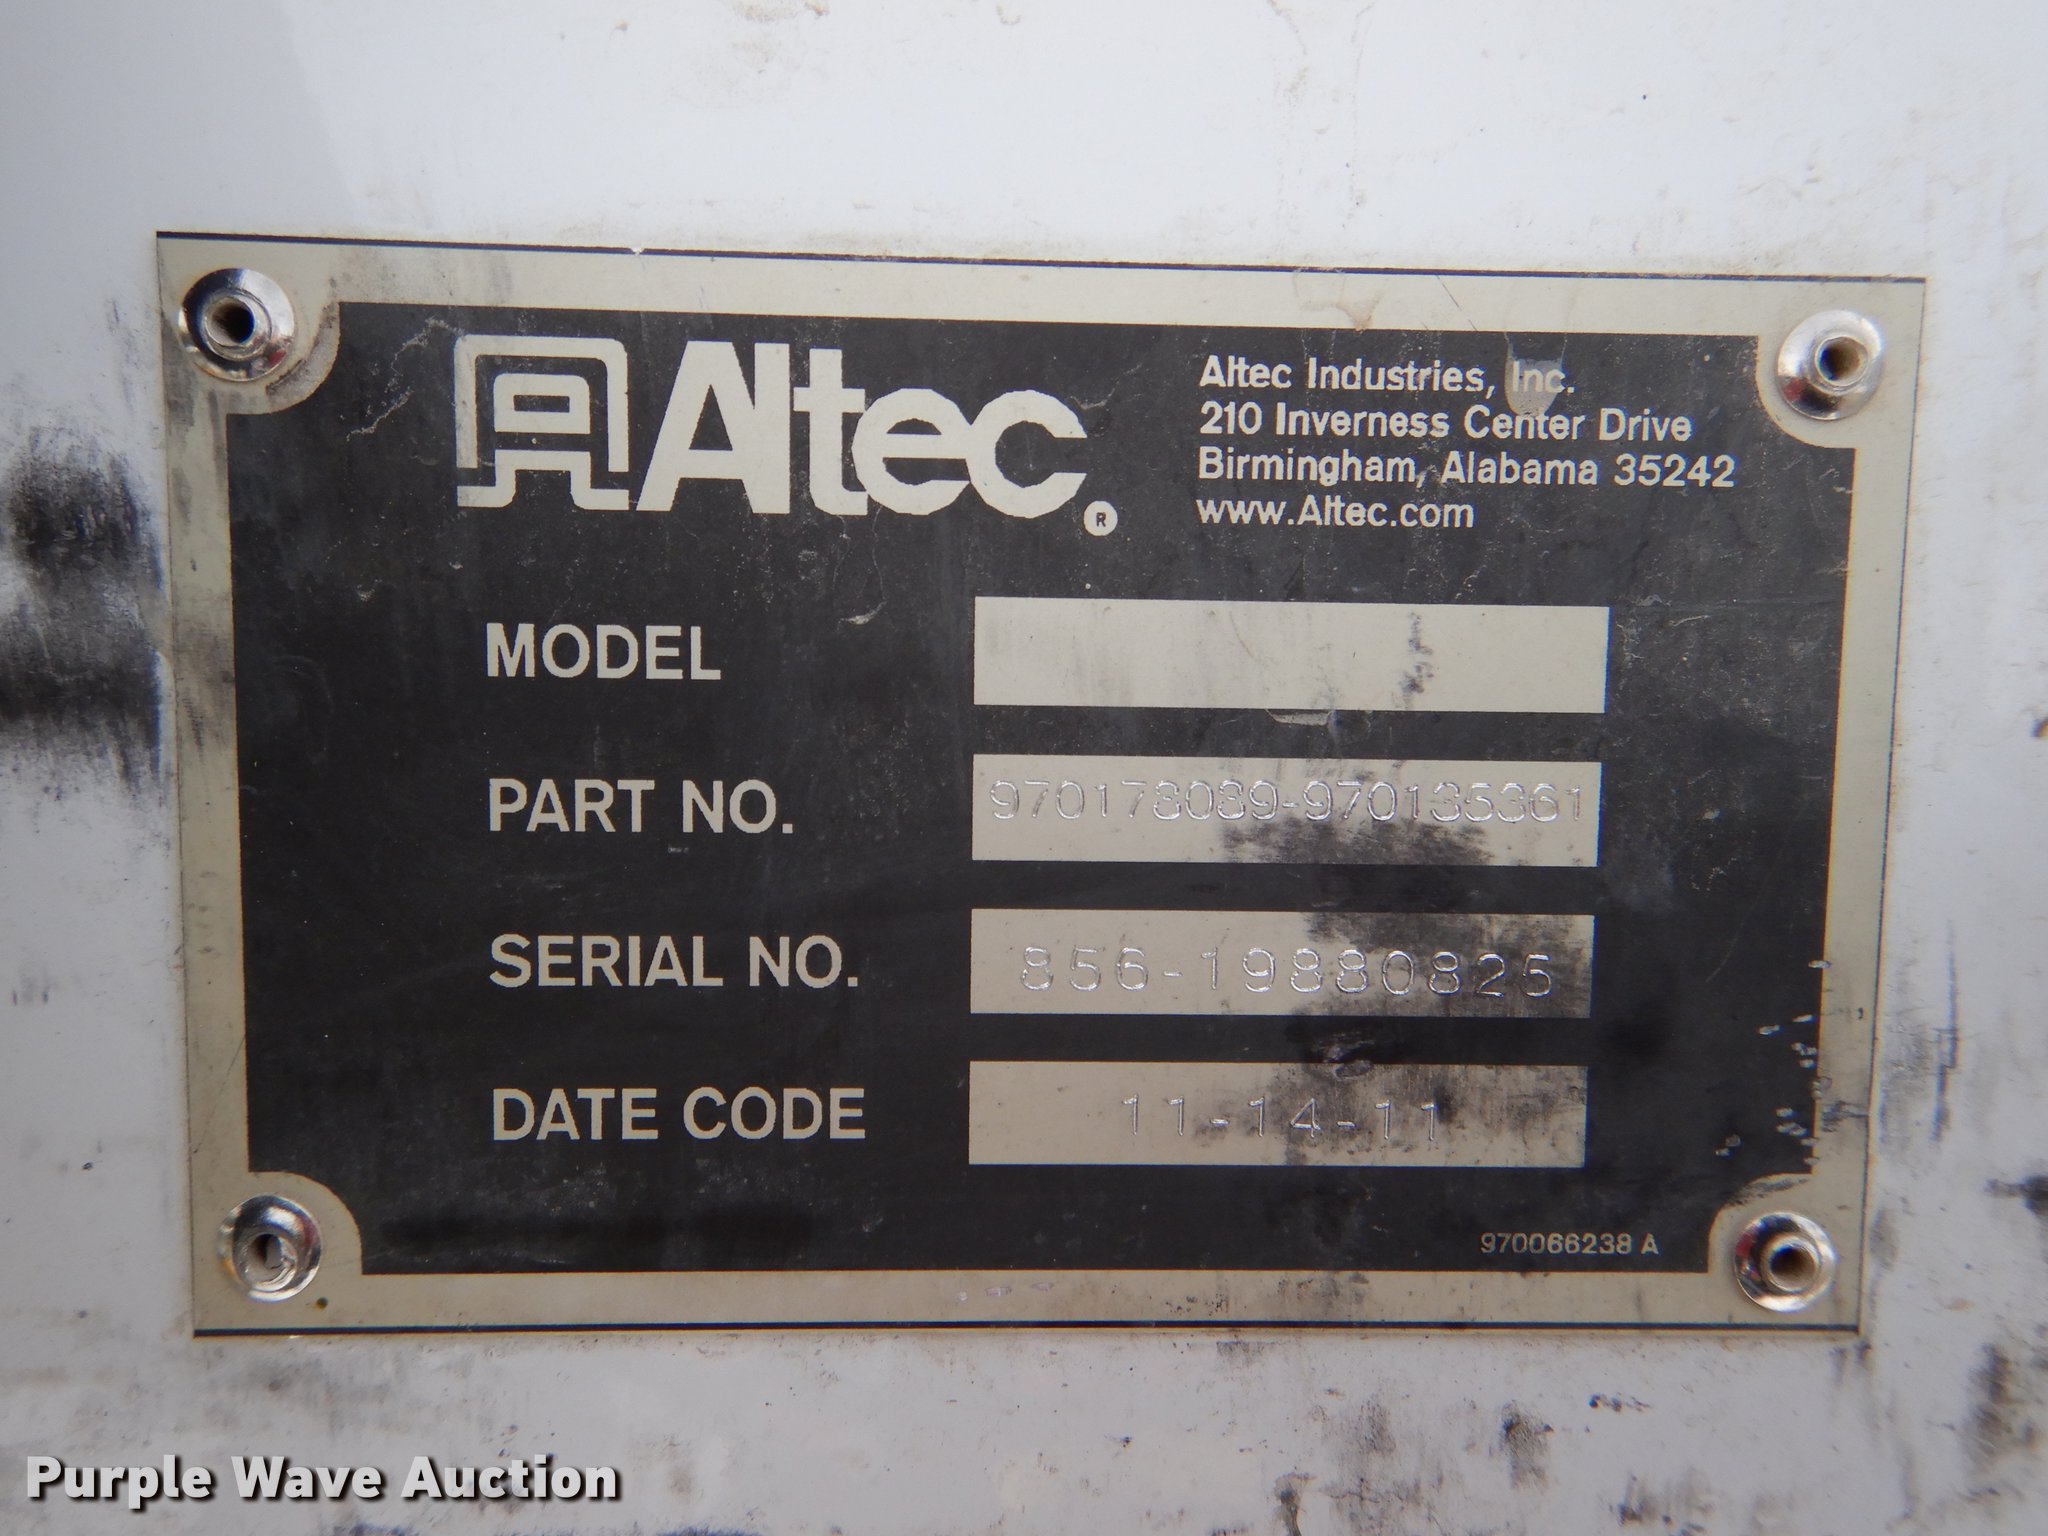 Altec®
Altec Industries, Inc.
210 Inverness Center Drive
Birmingham, Alabama 35242
www.Altec.com
MODEL
PART NO. 970178089-970135361
SERIAL NO. 856-19880825
DATE CODE 11-14-11
970066238 A
Purple Wave Auction